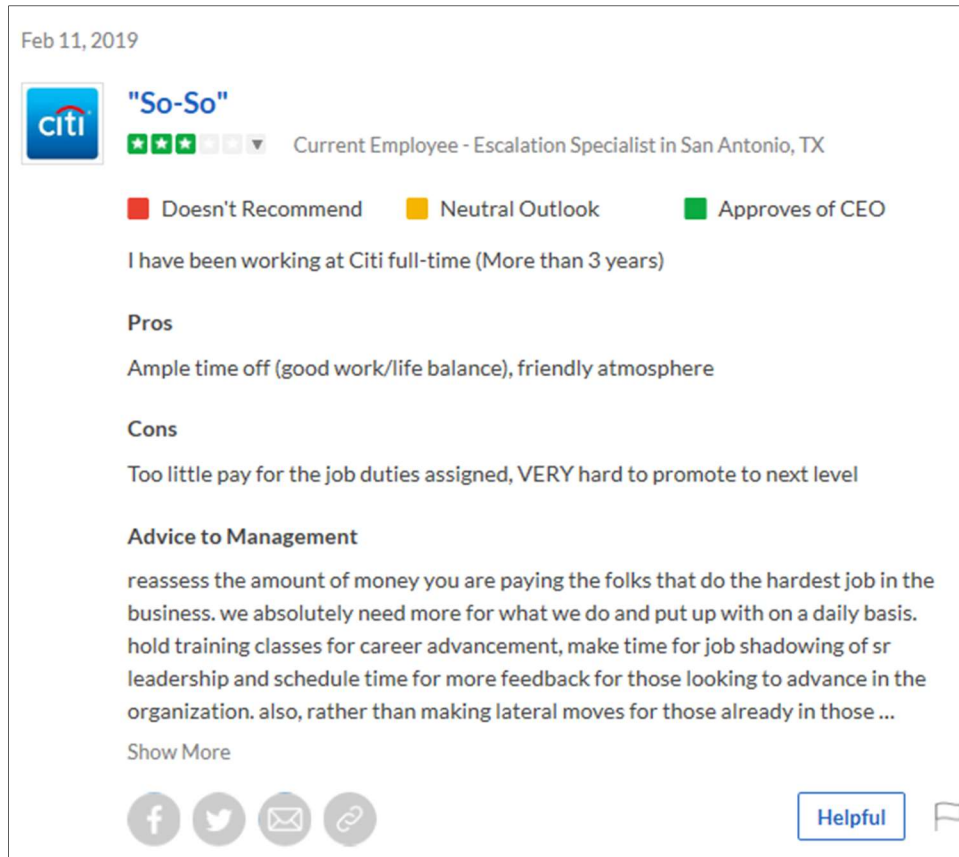 Feb 11, 2019
citi
"So-So"
Current Employee - Escalation Specialist in San Antonio, TX
Doesn't Recommend Neutral Outlook Approves of CEO
I have been working at Citi full-time (More than 3 years)
Pros
Ample time off (good work/life balance), friendly atmosphere
Cons
Too little pay for the job duties assigned, VERY hard to promote to next level
Advice to Management
reassess the amount of money you are paying the folks that do the hardest job in the
business. we absolutely need more for what we do and put up with on a daily basis.
hold training classes for career advancement, make time for job shadowing of sr
leadership and schedule time for more feedback for those looking to advance in the
organization. also, rather than making lateral moves for those already in those ...
Show More
Helpful